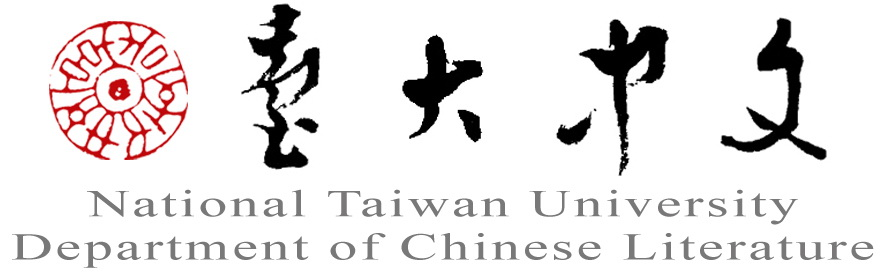 臺大中文
National Taiwan University
Department of Chinese Literature